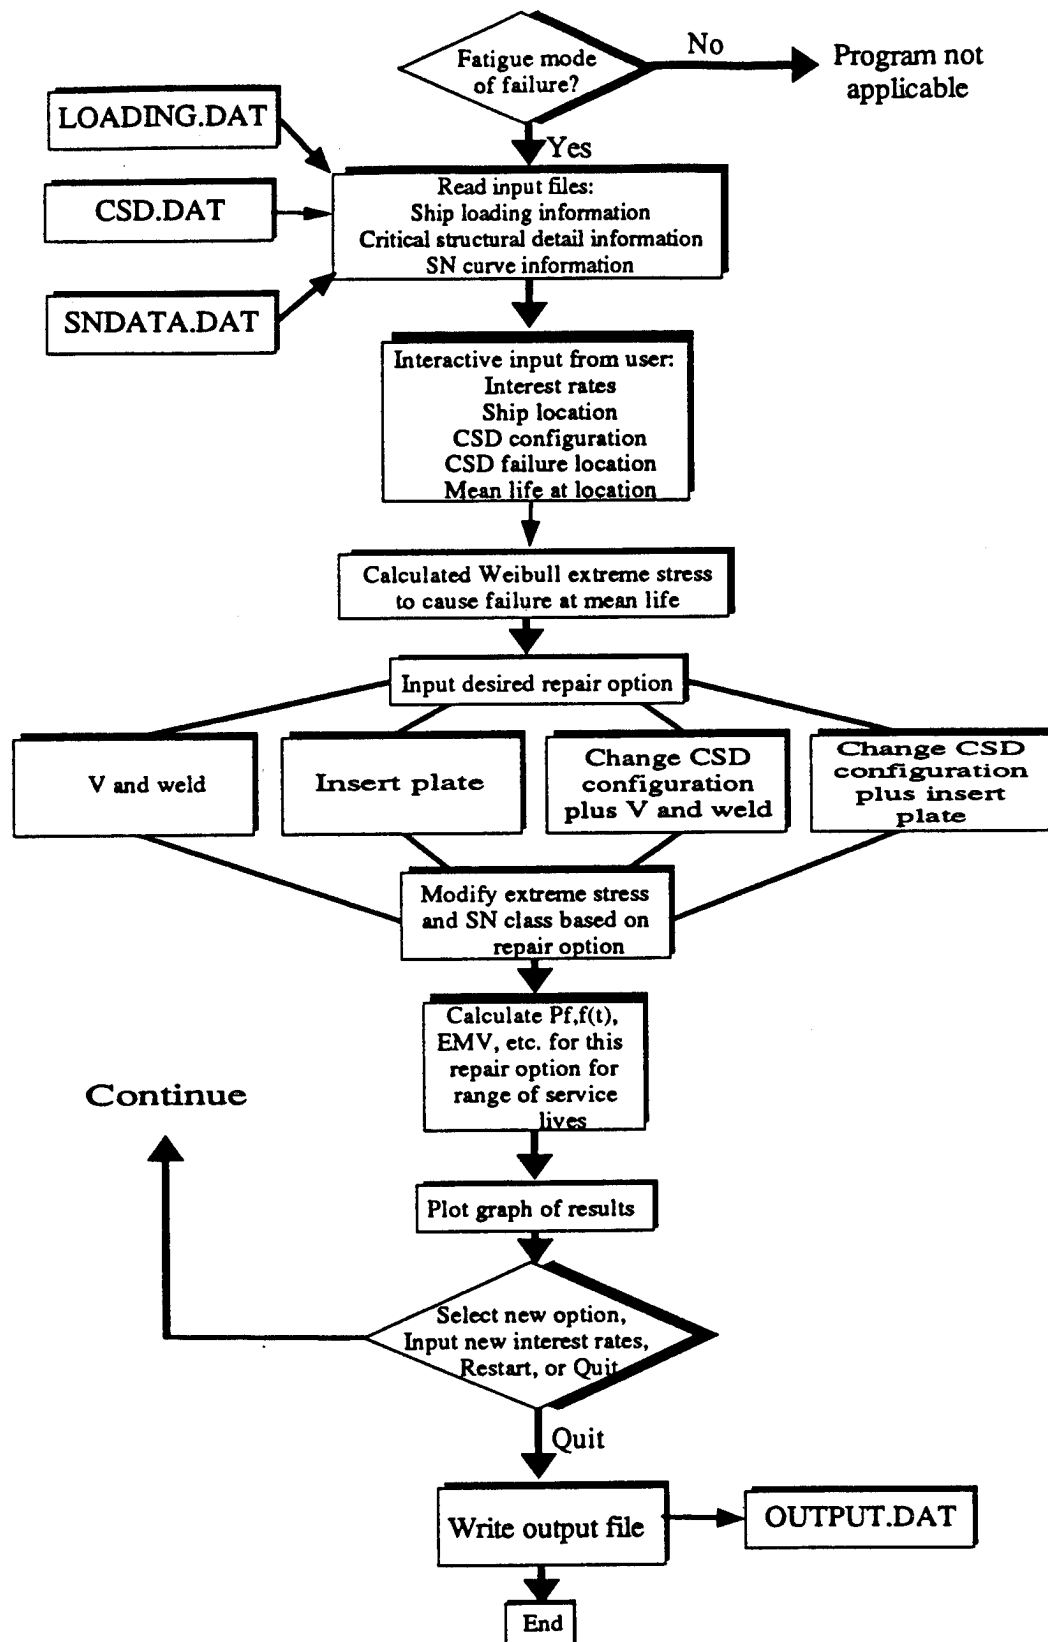 Fatigue mode
of failure?
No
Program not
applicable
Yes
LOADING.DAT
CSD.DAT
SNDATA.DAT
Read input files:
Ship loading information
Critical structural detail information
SN curve information
Interactive input from user:
Interest rates
Ship location
CSD configuration
CSD failure location
Mean life at location
Calculated Weibull extreme stress
to cause failure at mean life
Input desired repair option
V and weld
Insert plate
Change CSD
configuration
plus V and weld
Change CSD
configuration
plus insert
plate
Modify extreme stress
and SN class based on
repair option
Calculate Pf,f(t),
EMV, etc. for this
repair option for
range of service
lives
Continue
Plot graph of results
Select new option,
Input new interest rates,
Restart, or Quit
Quit
Write output file
OUTPUT.DAT
End